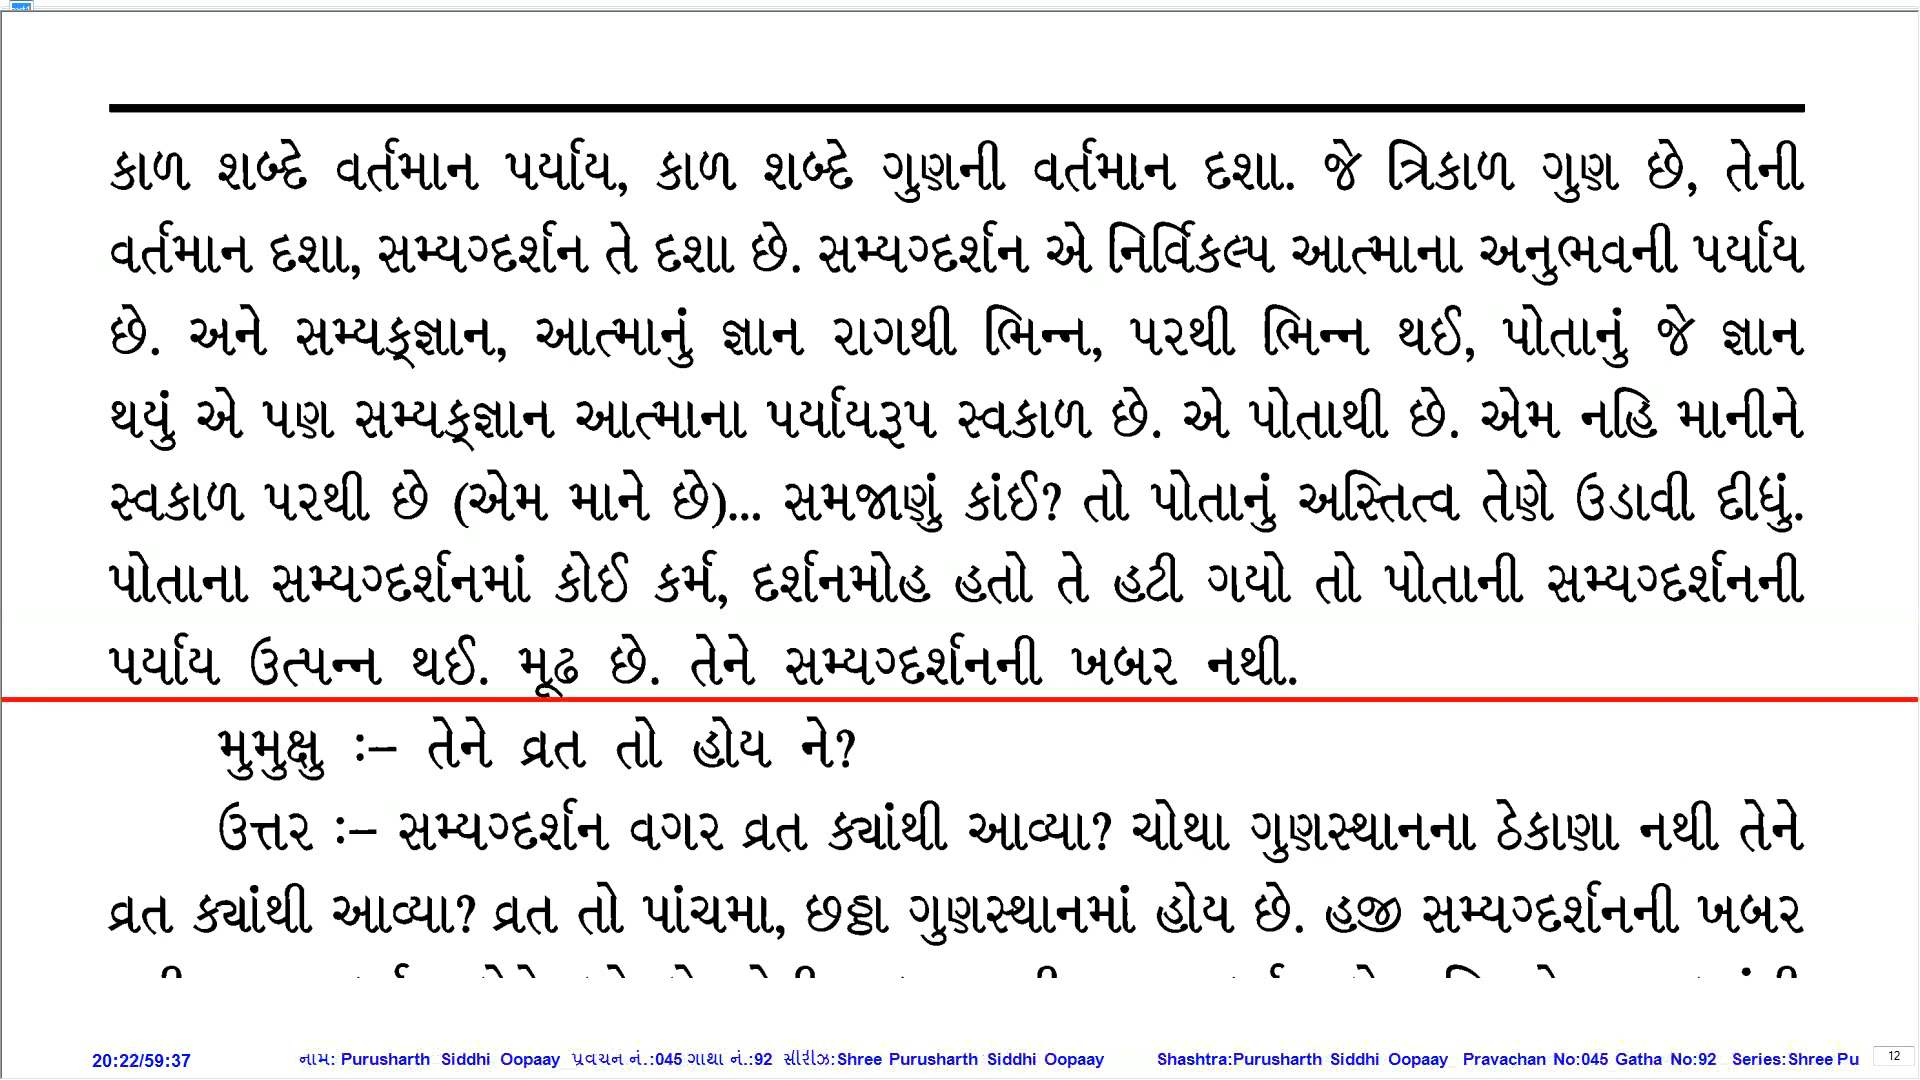 કાળ શબ્દે વર્તમાન પર્યાય, કાળ શબ્દે ગુણની વર્તમાન દશા. જે ત્રિકાળ ગુણ છે, તેની
વર્તમાન દશા, સમ્યગ્દર્શન તે દશા છે. સમ્યગ્દર્શન એ નિર્વિકલ્પ આત્માના અનુભવની પર્યાય
છે. અને સમ્યક્જ્ઞાન, આત્માનું જ્ઞાન રાગથી ભિન્ન, પરથી ભિન્ન થઈ, પોતાનું જે જ્ઞાન
થયું એ પણ સમ્યક્જ્ઞાન આત્માના પર્યાયરૂપ સ્વકાળ છે. એ પોતાથી છે. એમ નહિ માનીને
સ્વકાળ પરથી છે (એમ માને છે)... સમજાણું કાંઈ? તો પોતાનું અસ્તિત્વ તેણે ઉડાવી દીધું.
પોતાના સમ્યગ્દર્શનમાં કોઈ કર્મ, દર્શનમોહ હતો તે હટી ગયો તો પોતાની સમ્યગ્દર્શનની
પર્યાય ઉત્પન્ન થઈ. મૂઢ છે. તેને સમ્યગ્દર્શનની ખબર નથી.
મુમુક્ષુ :– તેને વ્રત તો હોય ને?
ઉત્તર :– સમ્યગ્દર્શન વગર વ્રત ક્યાંથી આવ્યા? ચોથા ગુણસ્થાનના ઠેકાણા નથી તેને
વ્રત ક્યાંથી આવ્યા? વ્રત તો પાંચમા, છઠ્ઠા ગુણસ્થાનમાં હોય છે. હજી સમ્યગ્દર્શનની ખબર
20:22/59:37 નામ: Purusharth Siddhi Oopaay પ્રવચન નં.:045 ગાથા નં.:92 સીરીઝ:Shree Purusharth Siddhi Oopaay Shashtra:Purusharth Siddhi Oopaay Pravachan No:045 Gatha No:92 Series:Shree Pu 12